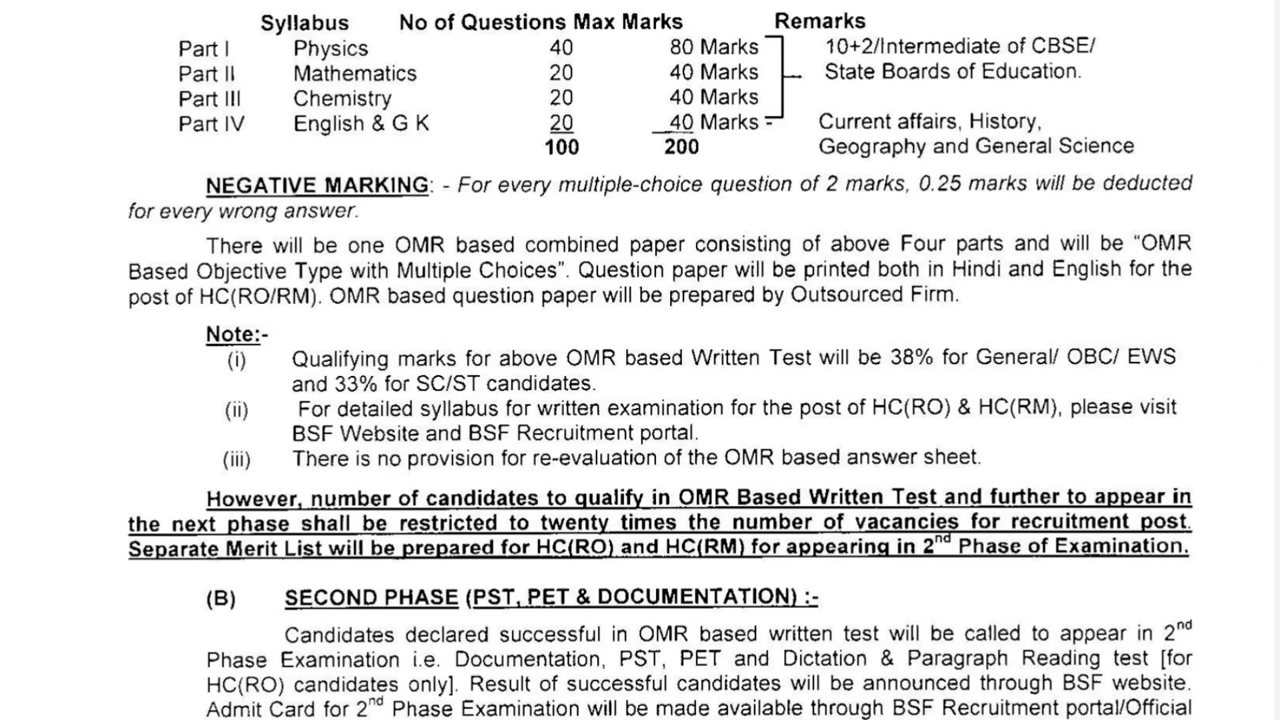 Syllabus No of Questions Max Marks Remarks
Part I Physics 40 80 Marks 10+2/Intermediate of CBSE/
Part II Mathematics 20 40 Marks State Boards of Education.
Part III Chemistry 20 40 Marks
Part IV English & G K 20 40 Marks - Current affairs, History,
100 200 Geography and General Science
NEGATIVE MARKING: - For every multiple-choice question of 2 marks, 0.25 marks will be deducted
for every wrong answer.
There will be one OMR based combined paper consisting of above Four parts and will be “OMR
Based Objective Type with Multiple Choices”. Question paper will be printed both in Hindi and English for the
post of HC(RO/RM). OMR based question paper will be prepared by Outsourced Firm.
Note:-
(i) Qualifying marks for above OMR based Written Test will be 38% for General/ OBC/ EWS
and 33% for SC/ST candidates.
(ii) For detailed syllabus for written examination for the post of HC(RO) & HC(RM), please visit
BSF Website and BSF Recruitment portal.
(iii) There is no provision for re-evaluation of the OMR based answer sheet.
However, number of candidates to qualify in OMR Based Written Test and further to appear in
the next phase shall be restricted to twenty times the number of vacancies for recruitment post.
Separate Merit List will be prepared for HC(RO) and HC(RM) for appearing in 2nd Phase of Examination.
(B) SECOND PHASE (PST, PET & DOCUMENTATION) :-
Candidates declared successful in OMR based written test will be called to appear in 2nd
Phase Examination i.e. Documentation, PST, PET and Dictation & Paragraph Reading test [for
HC(RO) candidates only]. Result of successful candidates will be announced through BSF website.
Admit Card for 2nd Phase Examination will be made available through BSF Recruitment portal/Official